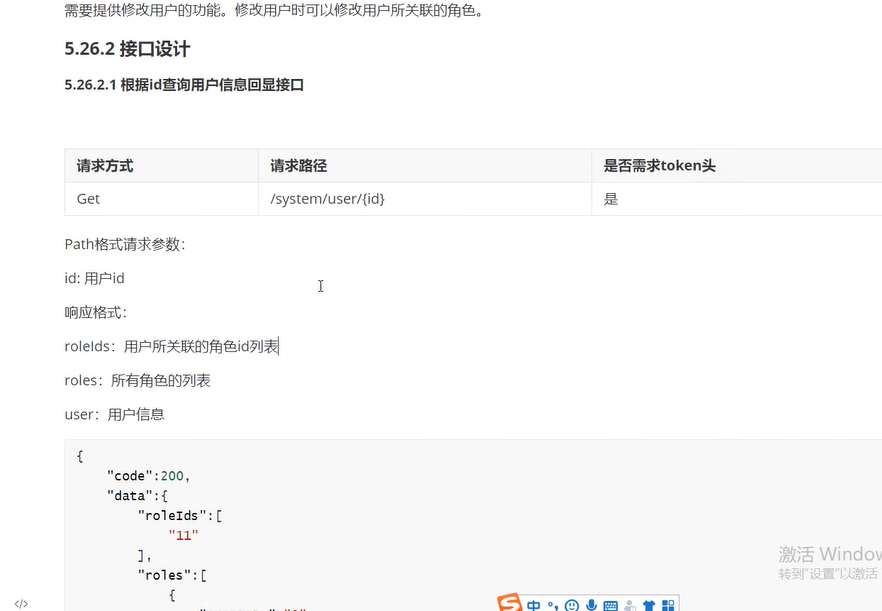 需要提供修改用户的功能。修改用户时可以修改用户所关联的角色。
5.26.2 接口设计
5.26.2.1 根据id查询用户信息回显接口
请求方式 请求路径 是否需求token头
Get /system/user/{id} 是
Path格式请求参数：
id: 用户id
响应格式：
roleIds：用户所关联的角色id列表
roles：所有角色的列表
user：用户信息
{
"code":200,
"data":{
"roleIds":[
"11"
],
"roles":[
{
激活 Window
转到"设置"以激活
</>
中